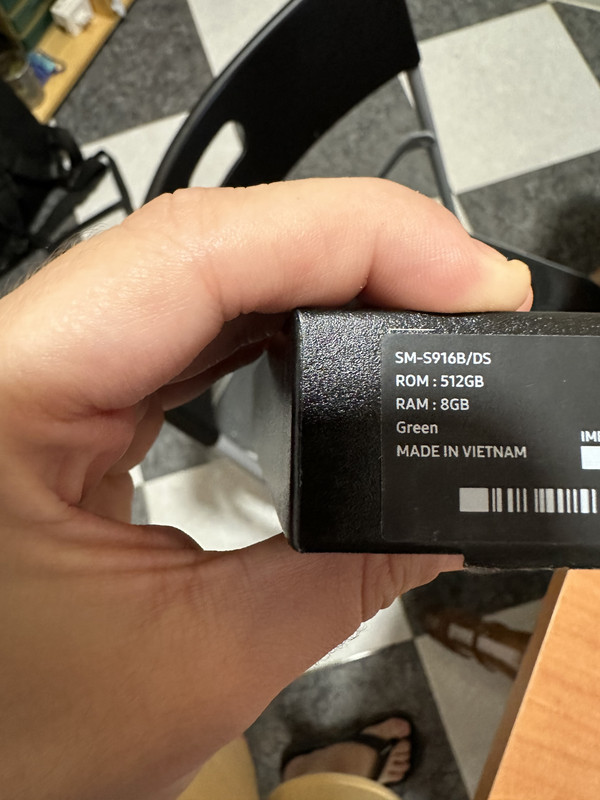 SM-S916B/DS
ROM : 512GB
RAM : 8GB
Green
MADE IN VIETNAM